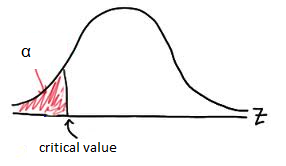 α
z
critical value